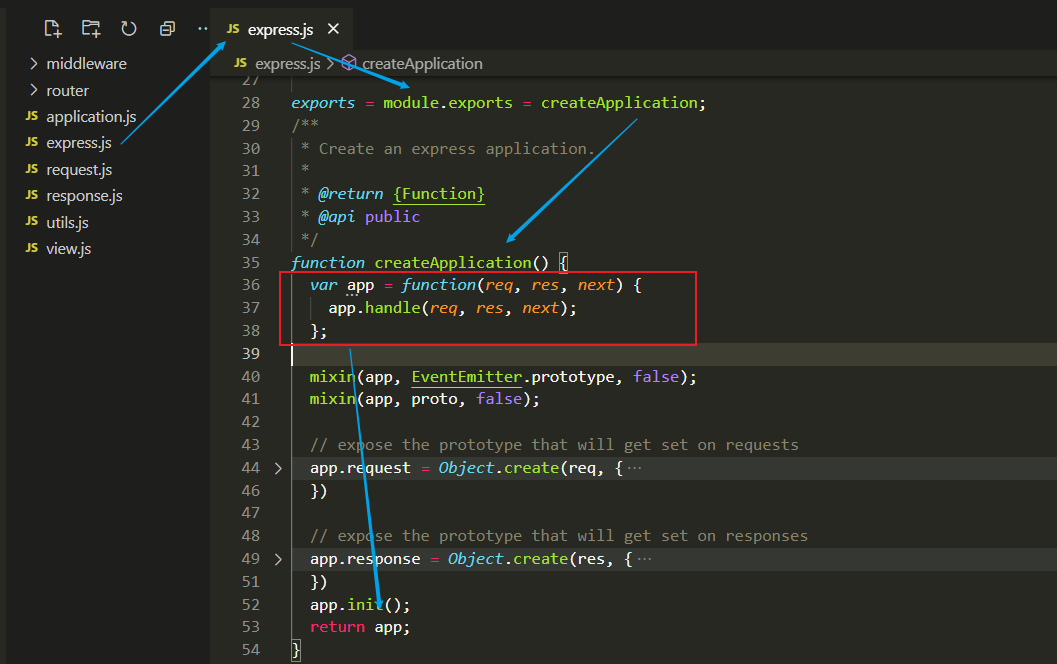 JS express.js ×
middleware
router
JS application.js
JS express.js
JS request.js
JS response.js
JS utils.js
JS view.js
JS express.js > createApplication
27
28 exports = module.exports = createApplication;
29 /**
30 * Create an express application.
31 *
32 * @return {Function}
33 * @api public
34 */
35 function createApplication() {
36 var app = function(req, res, next) {
37 app.handle(req, res, next);
38 };
39
40 mixin(app, EventEmitter.prototype, false);
41 mixin(app, proto, false);
42
43 // expose the prototype that will get set on requests
44 app.request = Object.create(req, {···
46 })
47
48 // expose the prototype that will get set on responses
49 app.response = Object.create(res, {···
51 })
52 app.init();
53 return app;
54 }